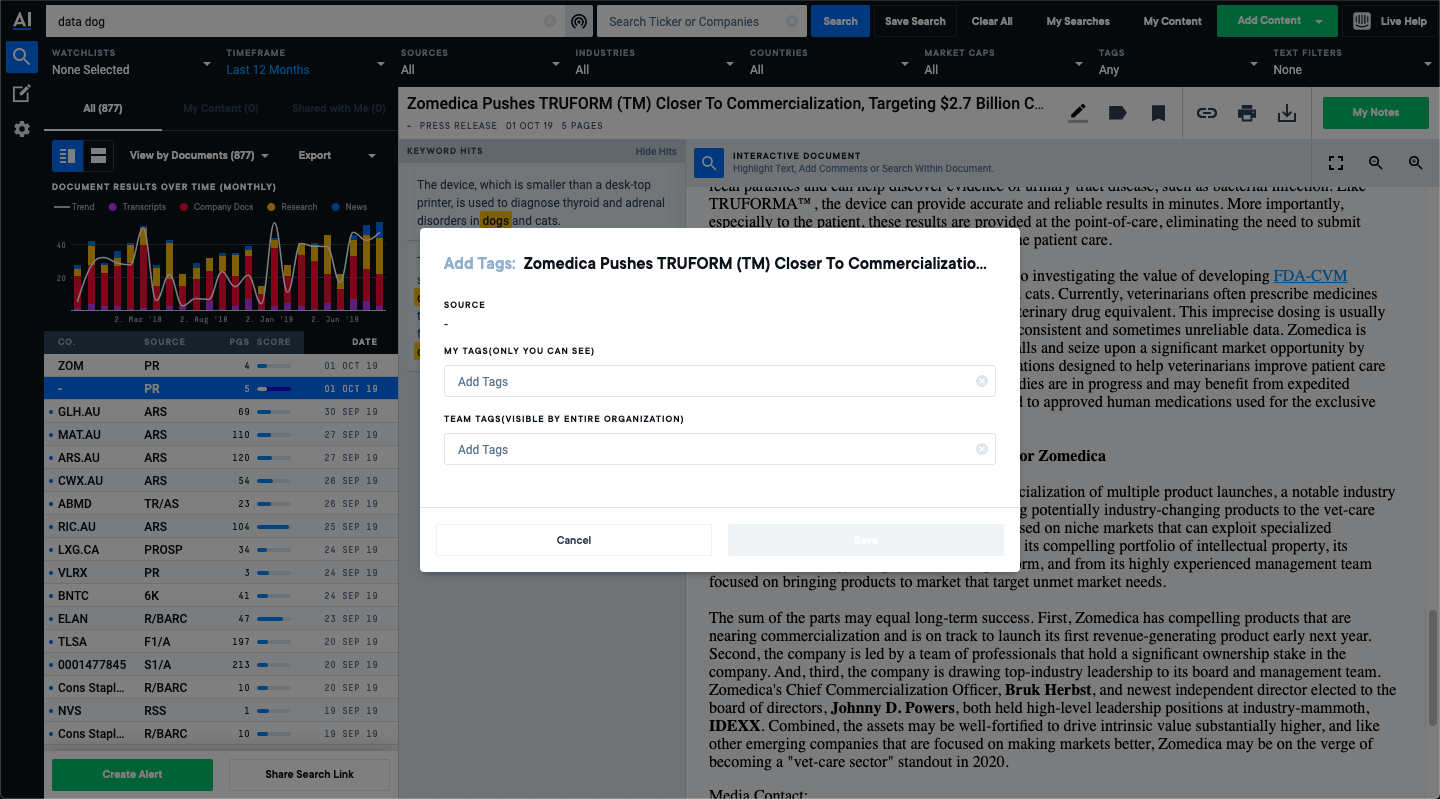 AI
data dog
Search Ticker or Companies
Search
Save Search
Clear All
My Searches
My Content
Add Content
Live Help
WATCHLISTS
None Selected
TIMEFRAME
Last 12 Months
SOURCES
All
INDUSTRIES
All
COUNTRIES
All
MARKET CAPS
All
TAGS
Any
TEXT FILTERS
None
All (877)
My Content (0)
Shared with Me (0)
View by Documents (877)
Export
DOCUMENT RESULTS OVER TIME (MONTHLY)
Trend
Transcripts
Company Docs
Research
News
40
20
2. Mar '18
2. Aug '18
2. Jan '19
2. Jun '19
CO. SOURCE PGS SCORE DATE
ZOM PR 4 01 OCT 19
- PR 5 01 OCT 19
GLH.AU ARS 69 30 SEP 19
MAT.AU ARS 110 27 SEP 19
ARS.AU ARS 120 27 SEP 19
CWX.AU ARS 54 26 SEP 19
ABMD TR/AS 23 26 SEP 19
RIC.AU ARS 104 25 SEP 19
LXG.CA PROSP 34 24 SEP 19
VLRX PR 3 24 SEP 19
BNTC 6K 41 24 SEP 19
ELAN R/BARC 47 23 SEP 19
TLSA F1/A 197 20 SEP 19
0001477845 S1/A 213 20 SEP 19
Cons Stapl... R/BARC 10 20 SEP 19
NVS RSS 1 19 SEP 19
Cons Stapl... R/BARC 10 19 SEP 19
Create Alert
Share Search Link
Zomedica Pushes TRUFORM (TM) Closer To Commercialization, Targeting $2.7 Billion C...
- PRESS RELEASE 01 OCT 19 5 PAGES
My Notes
KEYWORD HITS
Hide Hits
The device, which is smaller than a desk-top
printer, is used to diagnose thyroid and adrenal
disorders in dogs and cats.
INTERACTIVE DOCUMENT
Highlight Text, Add Comments or Search Within Document.
fecal parasites and can help discover evidence of urinary tract disease, such as bacterial infection. Like
TRUFORMA™ , the device can provide accurate and reliable results in minutes. More importantly,
especially to the patient, these results are provided at the point-of-care, eliminating the need to submit
he patient care.
o investigating the value of developing FDA-CVM
cats. Currently, veterinarians often prescribe medicines
terinary drug equivalent. This imprecise dosing is usually
consistent and sometimes unreliable data. Zomedica is
lls and seize upon a significant market opportunity by
ations designed to help veterinarians improve patient care
dies are in progress and may benefit from expedited
d to approved human medications used for the exclusive
or Zomedica
cialization of multiple product launches, a notable industry
g potentially industry-changing products to the vet-care
sed on niche markets that can exploit specialized
its compelling portfolio of intellectual property, its
orm, and from its highly experienced management team
focused on bringing products to market that target unmet market needs.
The sum of the parts may equal long-term success. First, Zomedica has compelling products that are
nearing commercialization and is on track to launch its first revenue-generating product early next year.
Second, the company is led by a team of professionals that hold a significant ownership stake in the
company. And, third, the company is drawing top-industry leadership to its board and management team.
Zomedica's Chief Commercialization Officer, Bruk Herbst, and newest independent director elected to the
board of directors, Johnny D. Powers, both held high-level leadership positions at industry-mammoth,
IDEXX. Combined, the assets may be well-fortified to drive intrinsic value substantially higher, and like
other emerging companies that are focused on making markets better, Zomedica may be on the verge of
becoming a "vet-care sector" standout in 2020.
Media Contact:
Add Tags: Zomedica Pushes TRUFORM (TM) Closer To Commercializatio...
SOURCE
-
MY TAGS(ONLY YOU CAN SEE)
Add Tags
TEAM TAGS(VISIBLE BY ENTIRE ORGANIZATION)
Add Tags
Cancel
Save